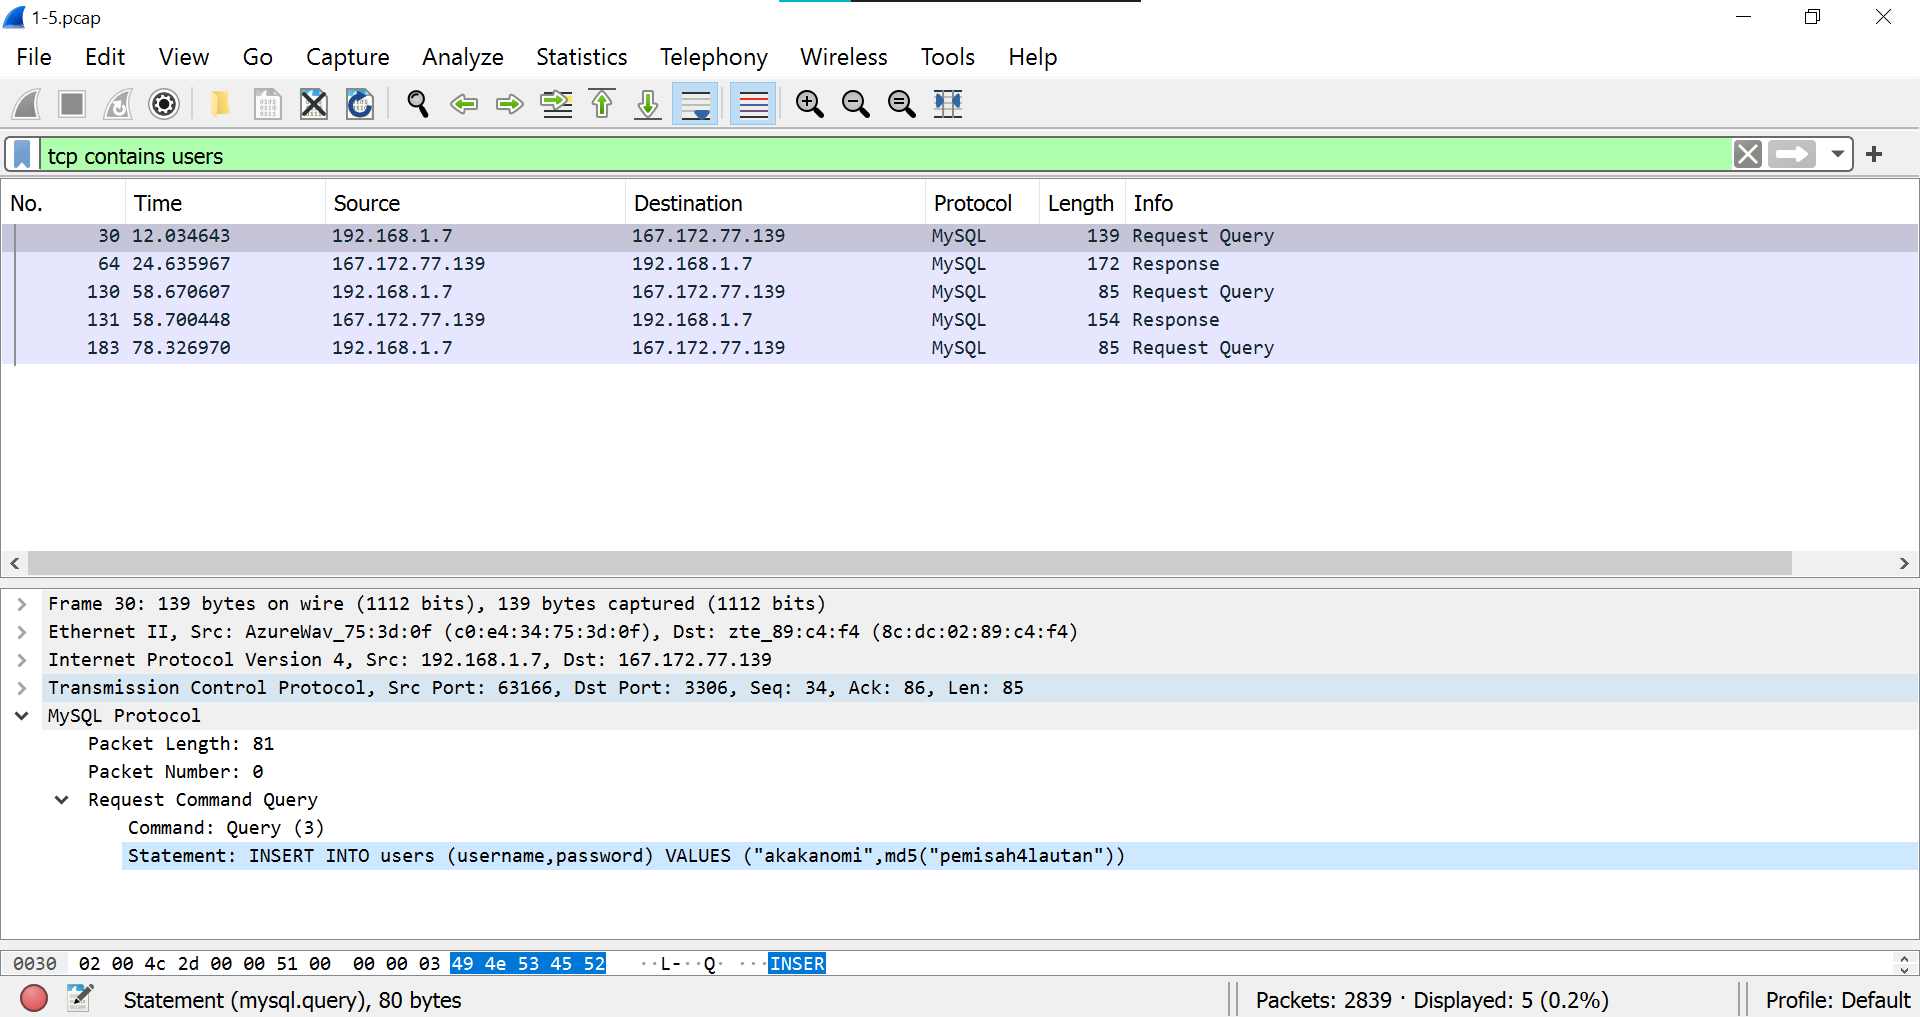 1-5.pcap
File Edit View Go Capture Analyze Statistics Telephony Wireless Tools Help
tcp contains users
No. Time Source Destination Protocol Length Info
30 12.034643 192.168.1.7 167.172.77.139 MySQL 139 Request Query
64 24.635967 167.172.77.139 192.168.1.7 MySQL 172 Response
130 58.670607 192.168.1.7 167.172.77.139 MySQL 85 Request Query
131 58.700448 167.172.77.139 192.168.1.7 MySQL 154 Response
183 78.326970 192.168.1.7 167.172.77.139 MySQL 85 Request Query
Frame 30: 139 bytes on wire (1112 bits), 139 bytes captured (1112 bits)
Ethernet II, Src: AzureWav_75:3d:0f (c0:e4:34:75:3d:0f), Dst: zte_89:c4:f4 (8c:dc:02:89:c4:f4)
Internet Protocol Version 4, Src: 192.168.1.7, Dst: 167.172.77.139
Transmission Control Protocol, Src Port: 63166, Dst Port: 3306, Seq: 34, Ack: 86, Len: 85
MySQL Protocol
Packet Length: 81
Packet Number: 0
Request Command Query
Command: Query (3)
Statement: INSERT INTO users (username,password) VALUES ("akakanomi",md5("pemisah4lautan"))
0030 02 00 4c 2d 00 00 51 00 00 00 03 49 4e 53 45 52 ··L-··Q· ···INSER
Statement (mysql.query), 80 bytes
Packets: 2839 · Displayed: 5 (0.2%)
Profile: Default